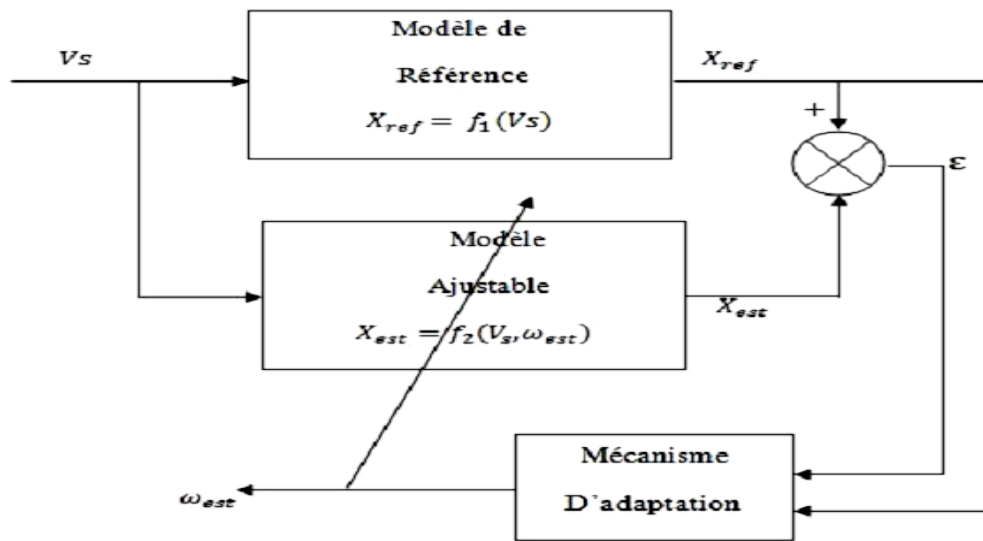 Vs
Modèle de
Référence
X_ref = f_1(Vs)
X_ref
+
ε
Modèle
Ajustable
X_est = f_2(V_s, ω_est)
X_est
Mécanisme
D'adaptation
ω_est